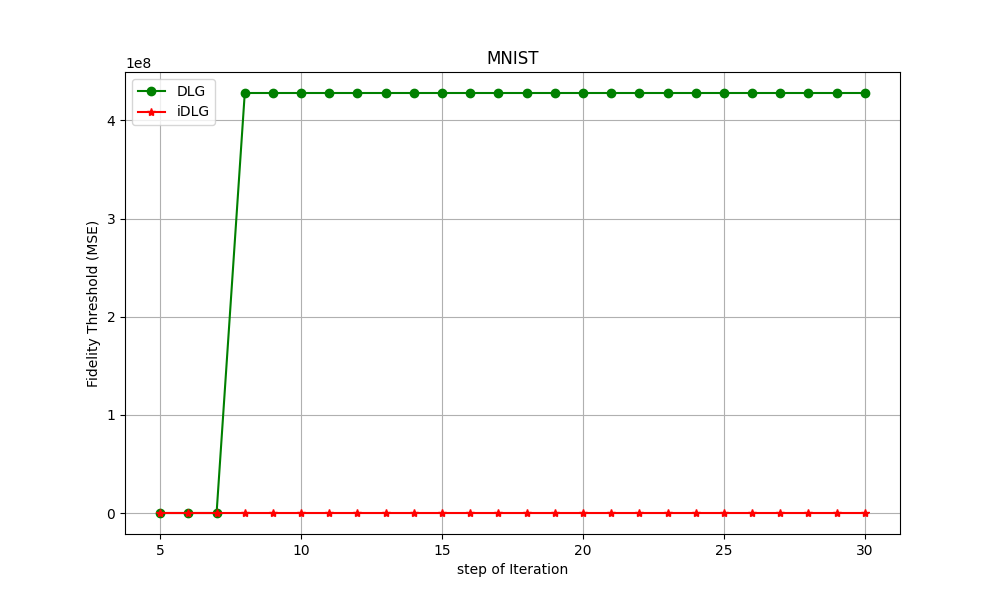 MNIST
1e8
DLG
iDLG
4
3
2
1
0
Fidelity Threshold (MSE)
5 10 15 20 25 30
step of Iteration